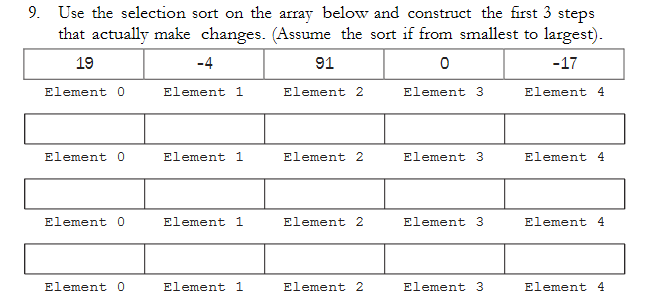 9. Use the selection sort on the array below and construct the first 3 steps
that actually make changes. (Assume the sort if from smallest to largest).
19 -4 91 0 -17
Element 0 Element 1 Element 2 Element 3 Element 4
Element 0 Element 1 Element 2 Element 3 Element 4
Element 0 Element 1 Element 2 Element 3 Element 4
Element 0 Element 1 Element 2 Element 3 Element 4